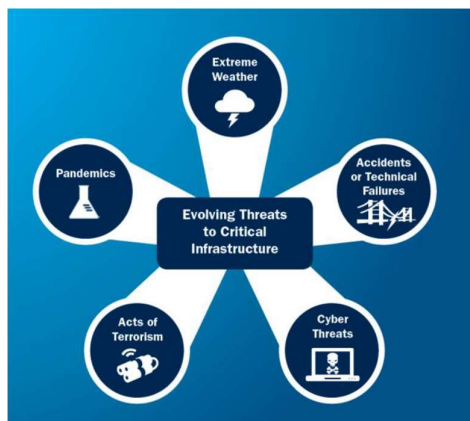 Extreme
Weather
Pandemics
Accidents
or Technical
Failures
Evolving Threats
to Critical
Infrastructure
Acts of
Terrorism
Cyber
Threats